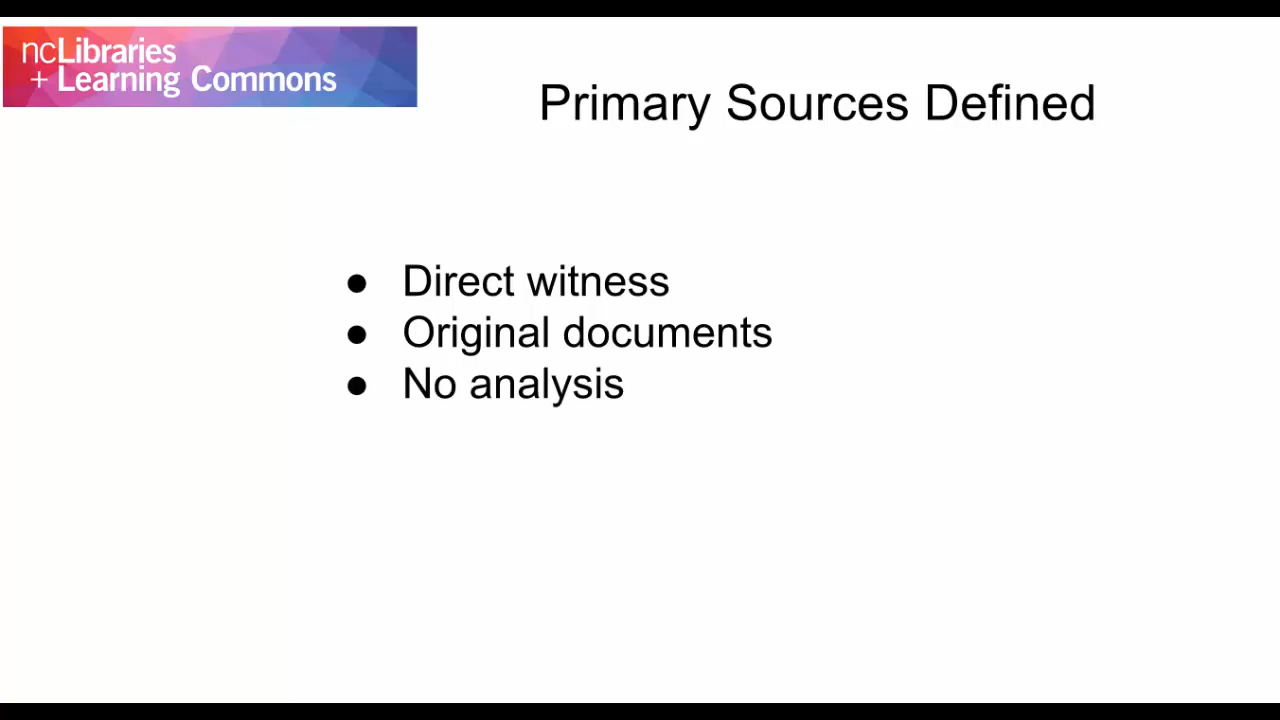 ncLibraries
+ Learning Commons
Primary Sources Defined
● Direct witness
● Original documents
● No analysis